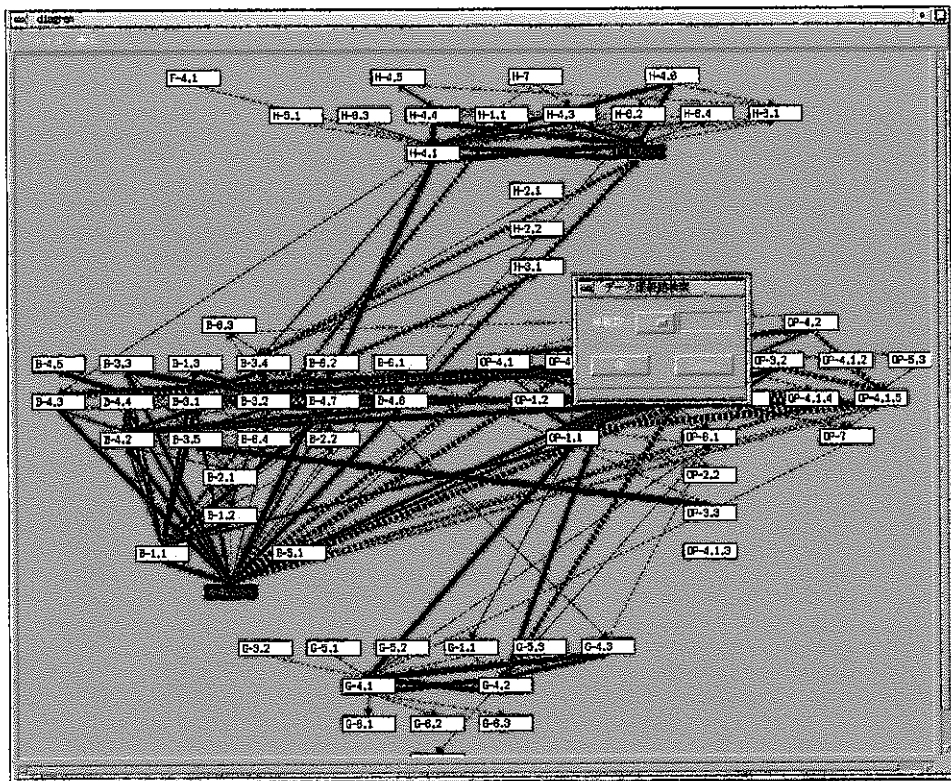 diagram
F-4.1 H-4.5 H-7 H-4.6
H-5.1 H-6.3 H-4.4 H-1.1 H-4.3 H-6.2 H-6.4
H-4.1
H-2.1
H-2.2
H-3.1
B-6.3 OP-4.2
B-4.5 B-3.3 B-1.3 B-3.4 B-6.2 B-6.1 OP-4.1 OP-3.2 OP-4.1.2 OP-5.3
B-4.3 B-4.4 B-3.1 B-3.2 B-4.7 B-4.6 OP-1.2 OP-4.1.4 OP-4.1.5
B-4.2 B-3.5 B-6.4 B-2.2 OP-1.1 OP-6.1 OP-7
B-2.1 OP-2.2
B-1.2 OP-3.3
B-1.1 B-5.1 OP-4.1.3
G-3.2 G-5.1 G-5.2 G-1.1 G-5.3 G-4.3
G-4.1 G-4.2
G-6.1 G-6.2 G-6.3